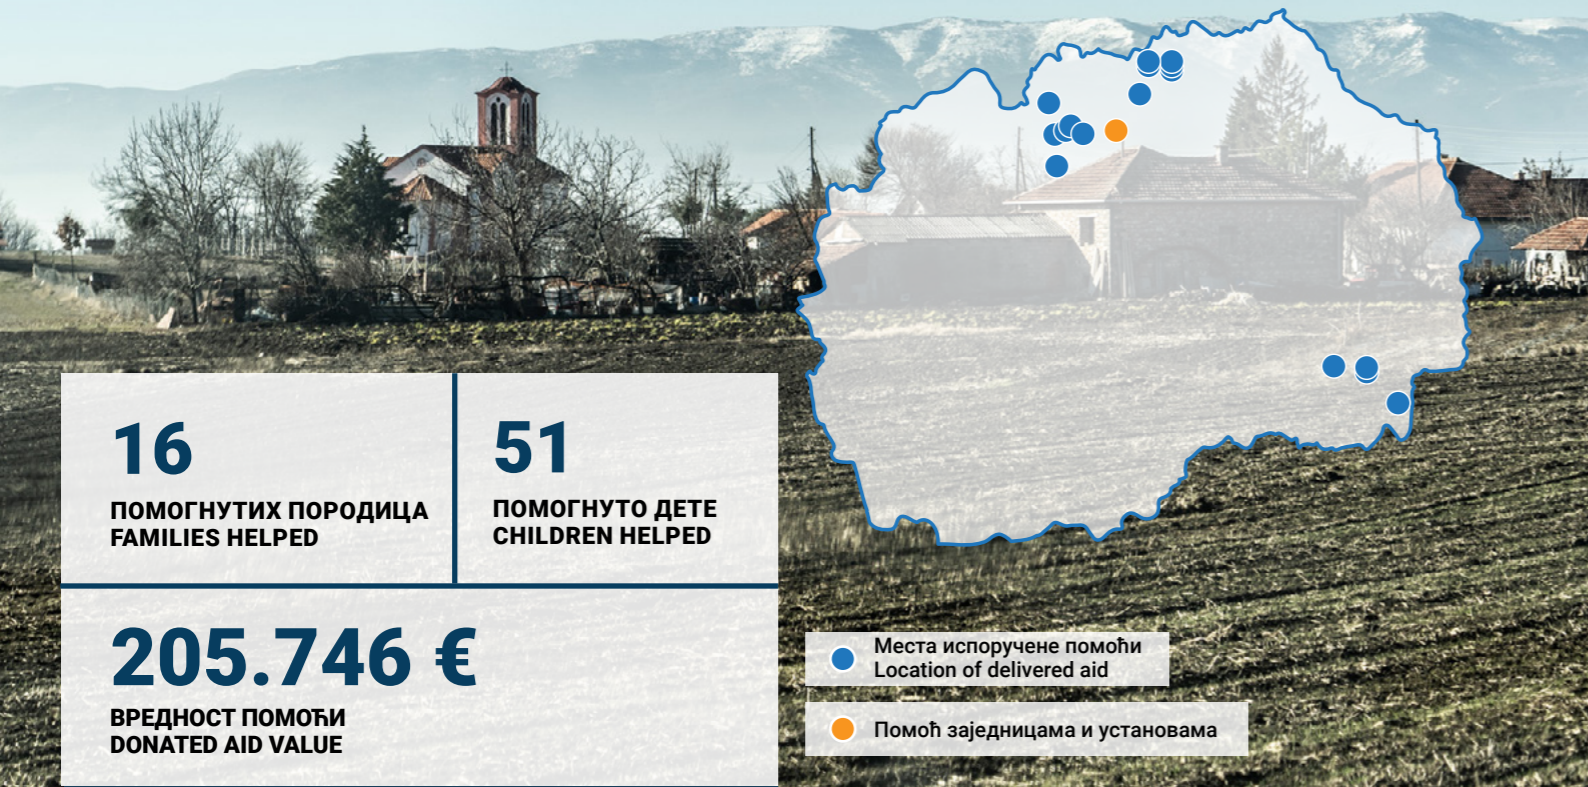 16
ПОМОГНУТИХ ПОРОДИЦА
FAMILIES HELPED
51
ПОМОГНУТО ДЕТЕ
CHILDREN HELPED
205.746 €
ВРЕДНОСТ ПОМОЋИ
DONATED AID VALUE
Места испоручене помоћи
Location of delivered aid
Помоћ заједницама и установама